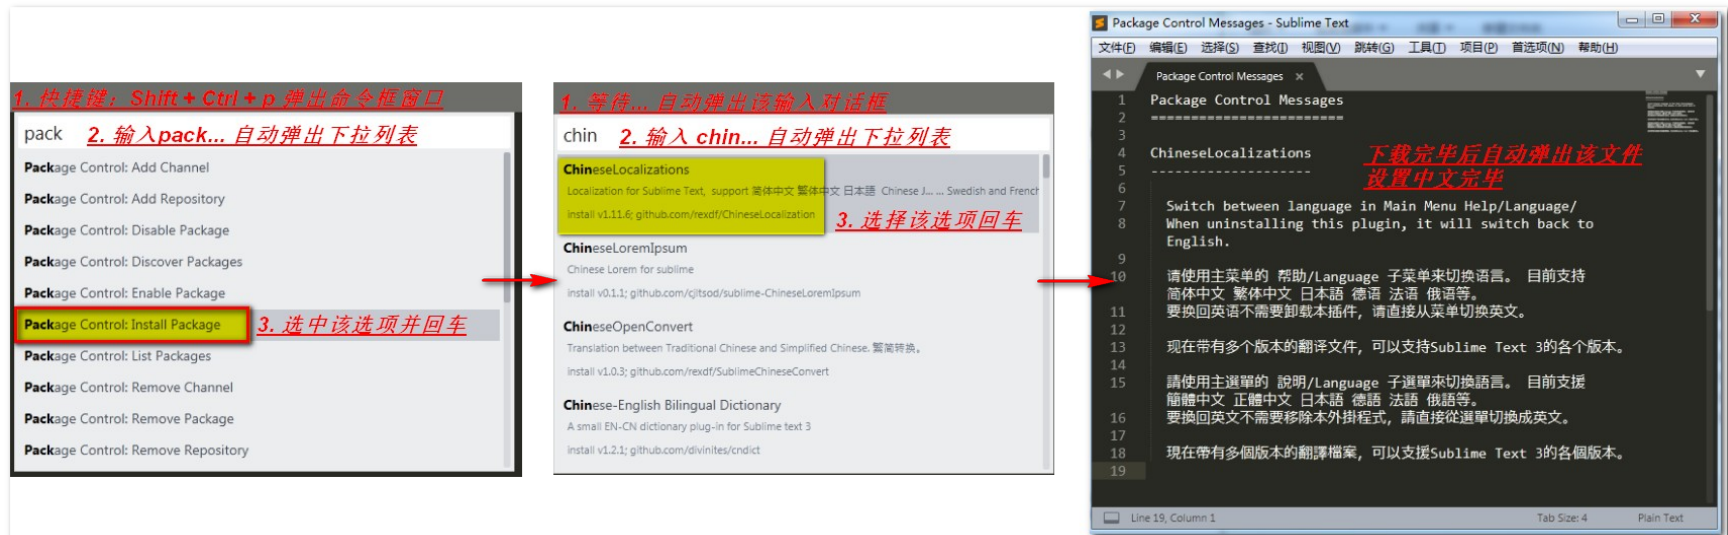 1. 快捷键：Shift + Ctrl + p 弹出命令框窗口
pack
2. 输入pack... 自动弹出下拉列表
Package Control: Add Channel
Package Control: Add Repository
Package Control: Disable Package
Package Control: Discover Packages
Package Control: Enable Package
Package Control: Install Package
3. 选中该选项并回车
Package Control: List Packages
Package Control: Remove Channel
Package Control: Remove Package
Package Control: Remove Repository
1. 等待... 自动弹出该输入对话框
chin
2. 输入 chin... 自动弹出下拉列表
ChineseLocalizations
Localization for Sublime Text, support 简体中文 繁体中文 日本語 Chinese J... ... Swedish and French
install v1.11.6; github.com/rexdf/ChineseLocalization
3. 选择该选项回车
ChineseLoremIpsum
Chinese Lorem for sublime
install v0.1.1; github.com/cjltsod/sublime-ChineseLoremIpsum
ChineseOpenConvert
Translation between Traditional Chinese and Simplified Chinese. 繁简转换。
install v1.0.3; github.com/rexdf/SublimeChineseConvert
Chinese-English Bilingual Dictionary
A small EN-CN dictionary plug-in for Sublime text 3
install v1.2.1; github.com/divinites/cndict
Package Control Messages - Sublime Text
文件(F) 编辑(E) 选择(S) 查找(I) 视图(V) 跳转(G) 工具(T) 项目(P) 首选项(N) 帮助(H)
Package Control Messages ×
1 Package Control Messages
2 ========================
3
4 ChineseLocalizations
下载完毕后自动弹出该文件
设置中文完毕
5 --------------------
6
7 Switch between language in Main Menu Help/Language/
8 When uninstalling this plugin, it will switch back to
English.
9
10 请使用主菜单的 帮助/Language 子菜单来切换语言。 目前支持
简体中文 繁体中文 日本語 德语 法语 俄语等。
11 要换回英语不需要卸载本插件，请直接从菜单切换英文。
12
13 现在带有多个版本的翻译文件，可以支持Sublime Text 3的各个版本。
14
15 請使用主選單的 說明/Language 子選單來切換語言。 目前支援
簡體中文 正體中文 日本語 德語 法語 俄語等。
16 要換回英文不需要移除本外掛程式，請直接從選單切換成英文。
17
18 現在帶有多個版本的翻譯檔案，可以支援Sublime Text 3的各個版本。
19
Line 19, Column 1
Tab Size: 4
Plain Text